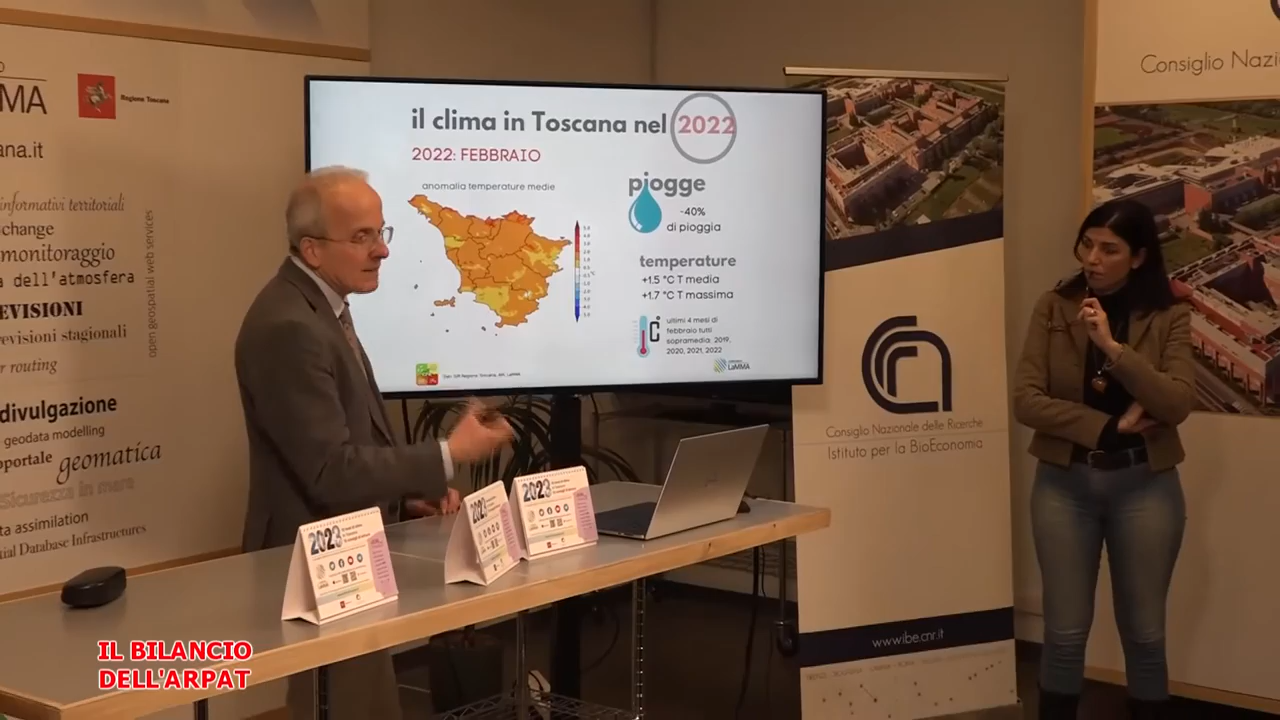 MA
Regione Toscana
ana.it
informativi territoriali
change
monitoraggio
a dell'atmosfera
EVISIONI
revisioni stagionali
r routing
open geospatial web services
divulgazione
geodata modelling
oportale geomatica
Sicurezza in mare
ta assimilation
ial Database Infrastructures
il clima in Toscana nel 2022
2022: FEBBRAIO
anomalia temperature medie
piogge
-40%
di pioggia
temperature
+1.5 °C T media
+1.7 °C T massima
ultimi 4 mesi di
febbraio tutti
sopramedia: 2019,
2020, 2021, 2022
LaMMA
2023
2023
2023
Consiglio Nazionale delle Ricerche
Istituto per la BioEconomia
www.ibe.cnr.it
Consiglio Nazi
IL BILANCIO
DELL'ARPAT